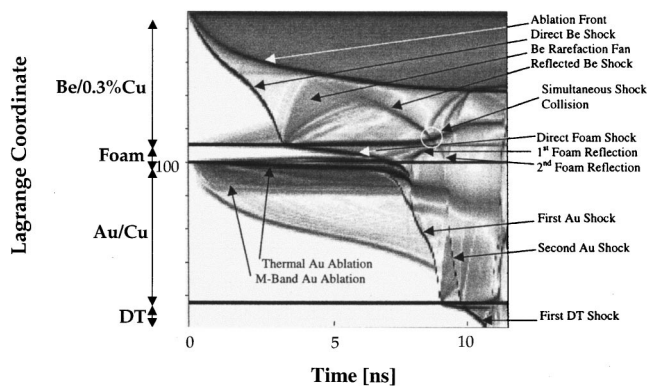 Ablation Front
Direct Be Shock
Be Rarefaction Fan
Reflected Be Shock
Simultaneous Shock
Collision
Direct Foam Shock
1st Foam Reflection
2nd Foam Reflection
First Au Shock
Second Au Shock
First DT Shock
Lagrange Coordinate
Be/0.3%Cu
Foam
100
Au/Cu
DT
Thermal Au Ablation
M-Band Au Ablation
0
5
10
Time [ns]